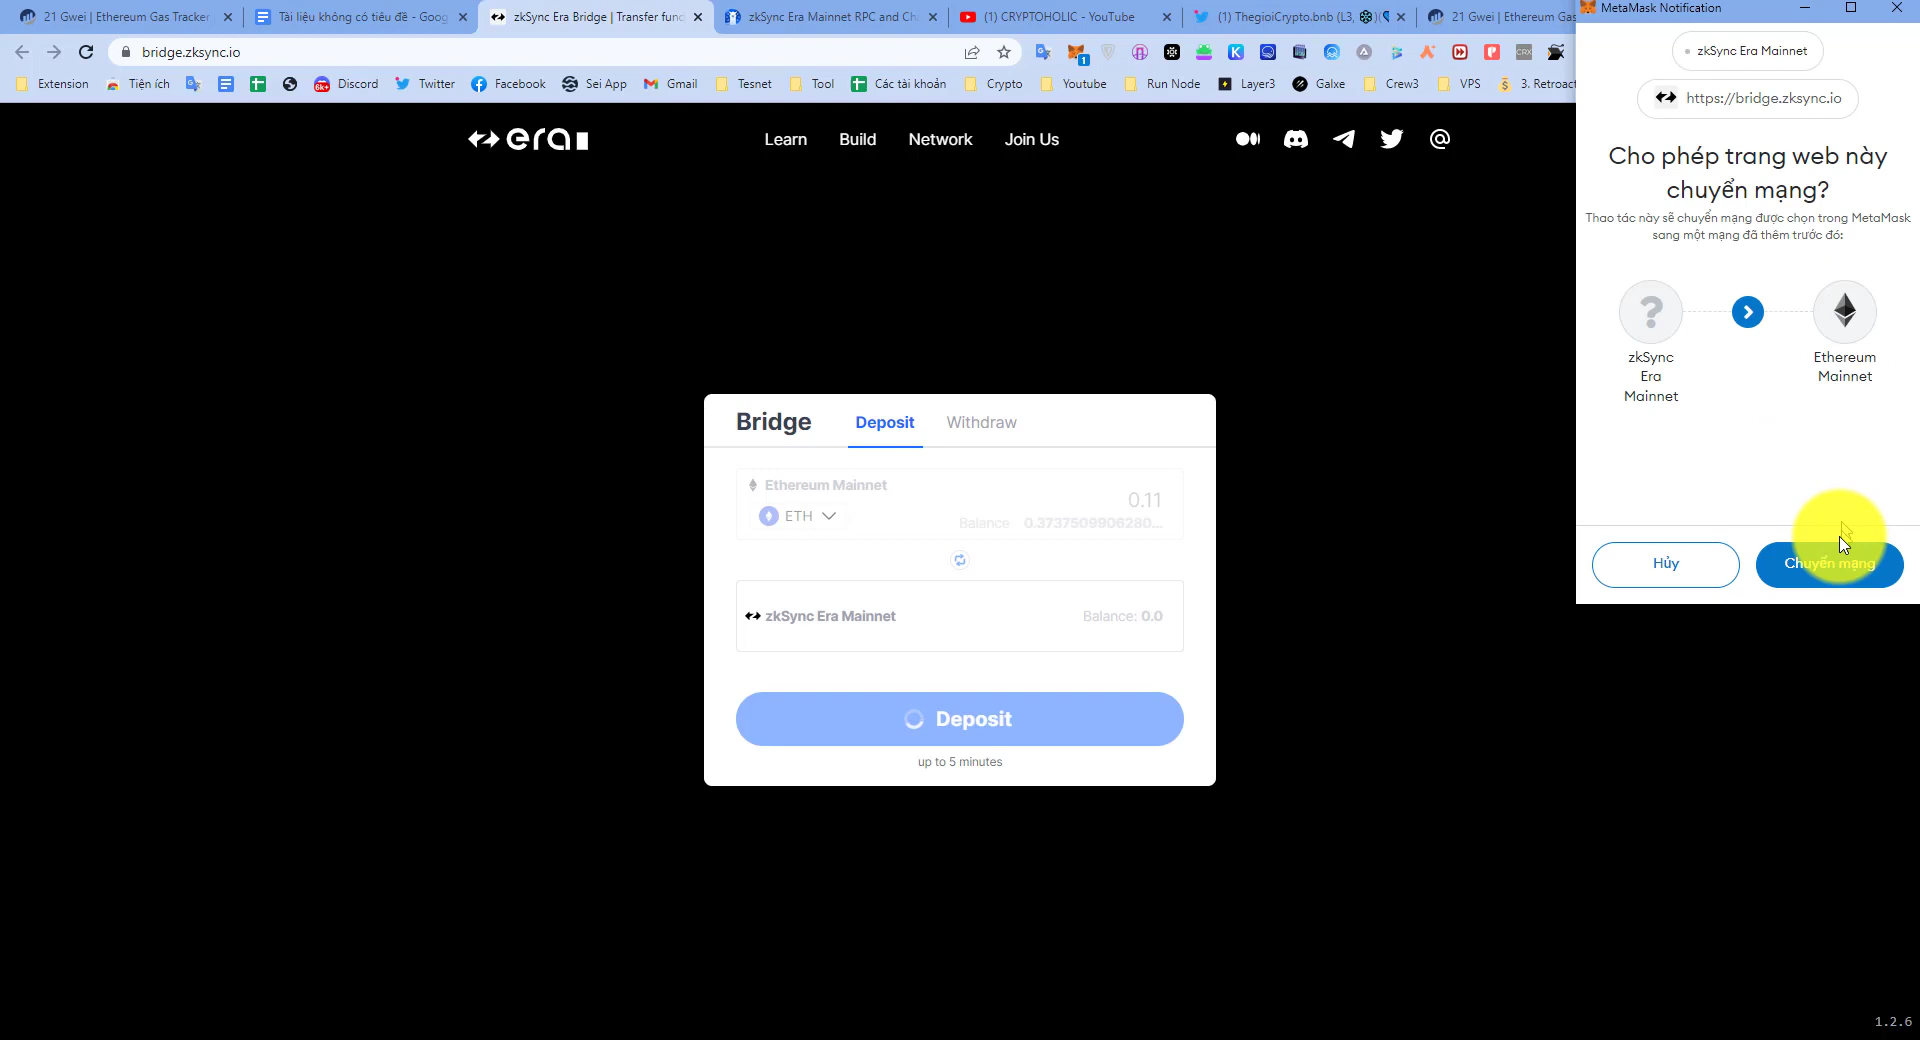 21 Gwei | Ethereum Gas Tracker
Tài liệu không có tiêu đề - Goog
zkSync Era Bridge | Transfer func
zkSync Era Mainnet RPC and Ch
(1) CRYPTOHOLIC - YouTube
(1) ThegioiCrypto.bnb (L3,
21 Gwei | Ethereum Gas
MetaMask Notification
bridge.zksync.io
1
Extension
Tiện ích
6k+
Discord
Twitter
Facebook
Sei App
Gmail
Tesnet
Tool
Các tài khoản
Crypto
Youtube
Run Node
Layer3
Galxe
Crew3
VPS
3. Retroact
era
Learn
Build
Network
Join Us
zkSync Era Mainnet
https://bridge.zksync.io
Cho phép trang web này
chuyển mạng?
Thao tác này sẽ chuyển mạng được chọn trong MetaMask
sang một mạng đã thêm trước đó:
?
zkSync
Era
Mainnet
Ethereum
Mainnet
Hủy
Chuyển mạng
Bridge
Deposit
Withdraw
Ethereum Mainnet
0.11
ETH
Balance 0.3737509906280...
zkSync Era Mainnet
Balance: 0.0
Deposit
up to 5 minutes
1.2.6